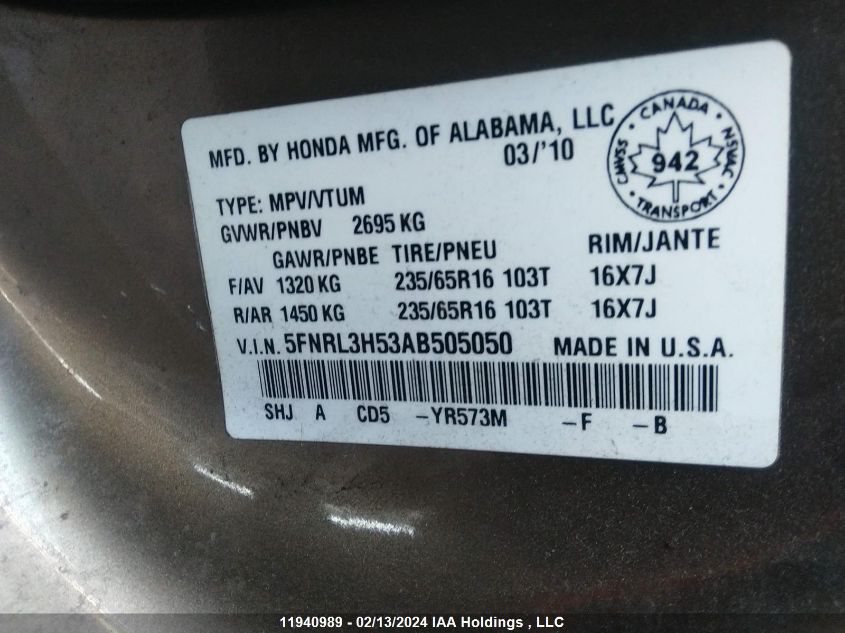 MFD. BY HONDA MFG. OF ALABAMA, LLC
03/'10
CANADA
CMVSS
NSVAC
942
TRANSPORT
TYPE: MPV/VTUM
GVWR/PNBV 2695 KG
GAWR/PNBE TIRE/PNEU RIM/JANTE
F/AV 1320 KG 235/65R16 103T 16X7J
R/AR 1450 KG 235/65R16 103T 16X7J
V.I.N. 5FNRL3H53AB505050 MADE IN U.S.A.
SHJ A CD5 -YR573M -F -B
11940989 - 02/13/2024 IAA Holdings , LLC